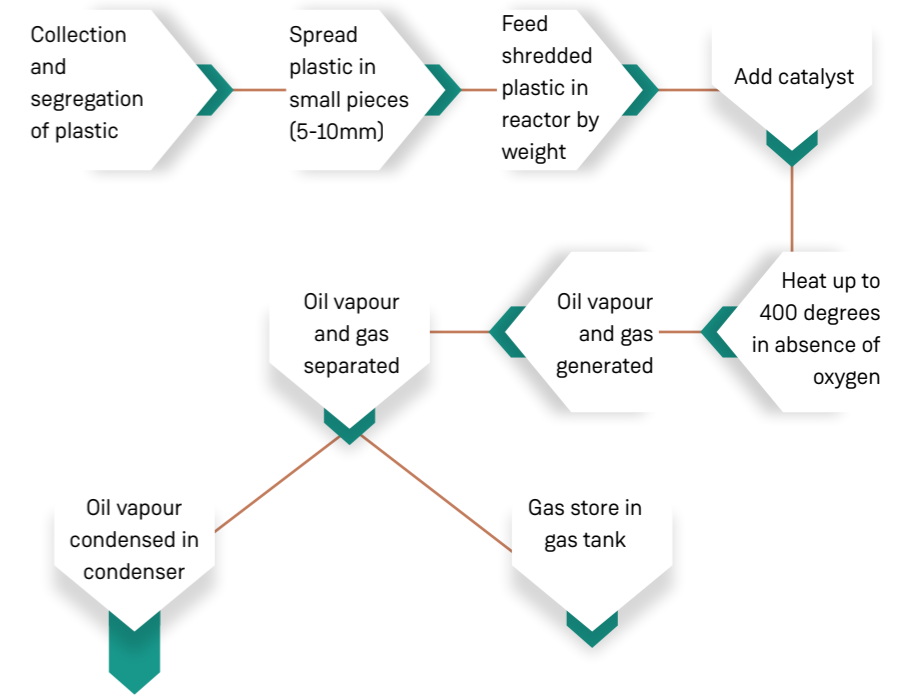 Collection
and
segregation
of plastic
Spread
plastic in
small pieces
(5-10mm)
Feed
shredded
plastic in
reactor by
weight
Add catalyst
Heat up to
400 degrees
in absence of
oxygen
Oil vapour
and gas
generated
Oil vapour
and gas
separated
Oil vapour
condensed in
condenser
Gas store in
gas tank